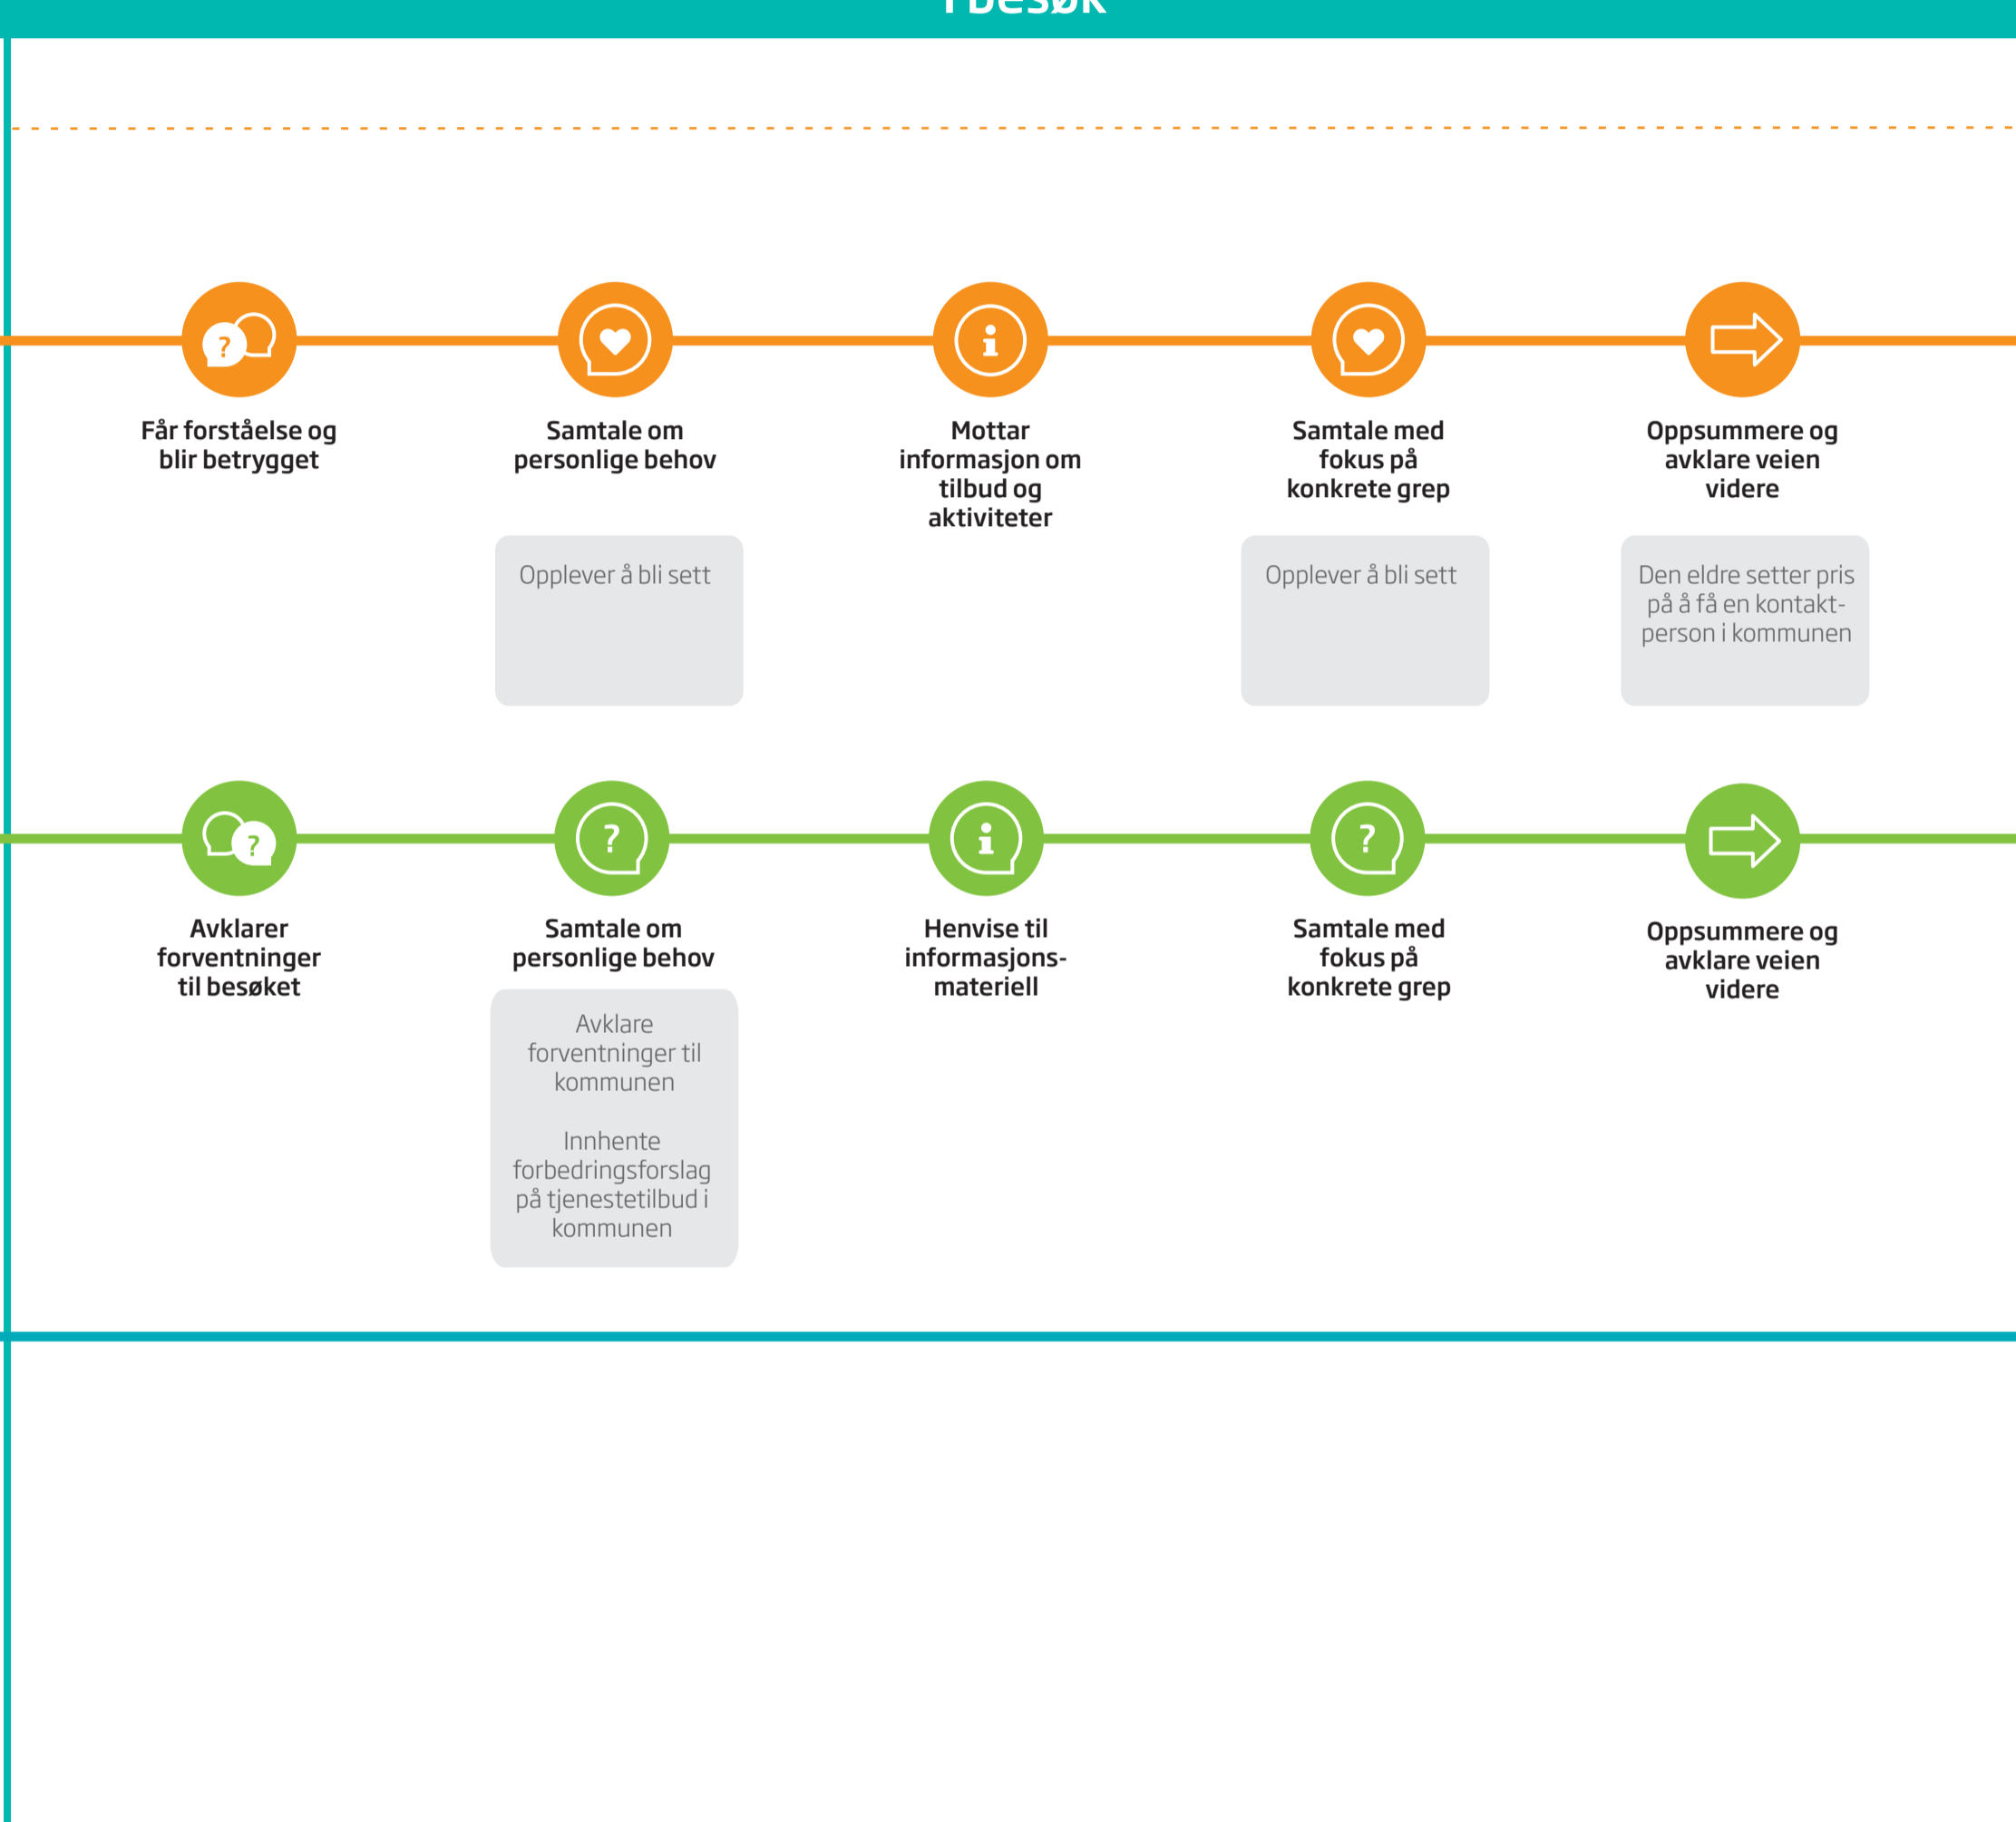 besøk
Får forståelse og
blir betrygget
Samtale om
personlige behov
Mottar
informasjon om
tilbud og
aktiviteter
Samtale med
fokus på
konkrete grep
Oppsummere og
avklare veien
videre
Opplever å bli sett
Opplever å bli sett
Den eldre setter pris
på å få en kontakt-
person i kommunen
Avklarer
forventninger
til besøket
Samtale om
personlige behov
Henvise til
informasjons-
materiell
Samtale med
fokus på
konkrete grep
Oppsummere og
avklare veien
videre
Avklare
forventninger til
kommunen
Innhente
forbedringsforslag
på tjenestetilbud i
kommunen